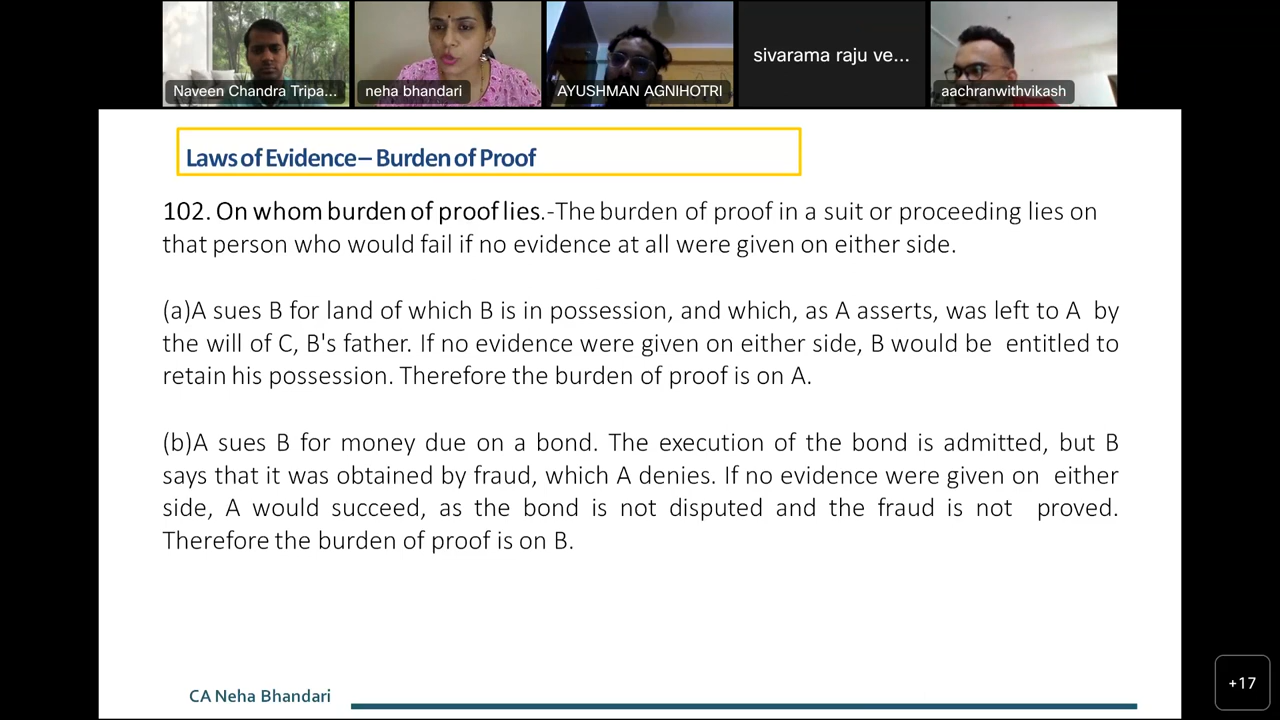 Naveen Chandra Tripa...
neha bhandari
AYUSHMAN AGNIHOTRI
sivarama raju ve...
aachranwithvikash
Laws of Evidence – Burden of Proof
102. On whom burden of proof lies.-The burden of proof in a suit or proceeding lies on
that person who would fail if no evidence at all were given on either side.
(a)A sues B for land of which B is in possession, and which, as A asserts, was left to A by
the will of C, B's father. If no evidence were given on either side, B would be entitled to
retain his possession. Therefore the burden of proof is on A.
(b)A sues B for money due on a bond. The execution of the bond is admitted, but B
says that it was obtained by fraud, which A denies. If no evidence were given on either
side, A would succeed, as the bond is not disputed and the fraud is not proved.
Therefore the burden of proof is on B.
CA Neha Bhandari
+17